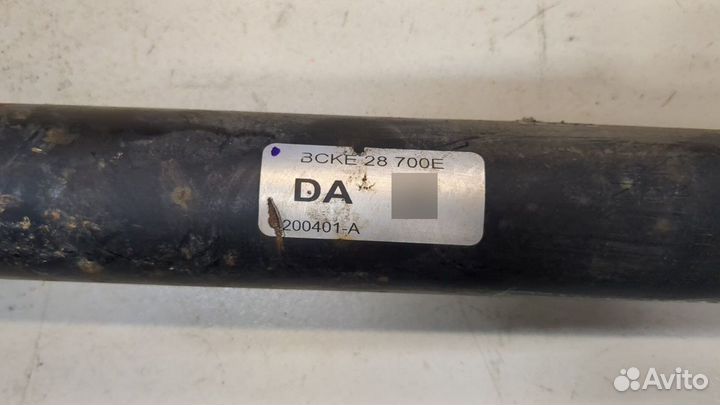 BCKE 28 700E
DA
200401-A
Avito